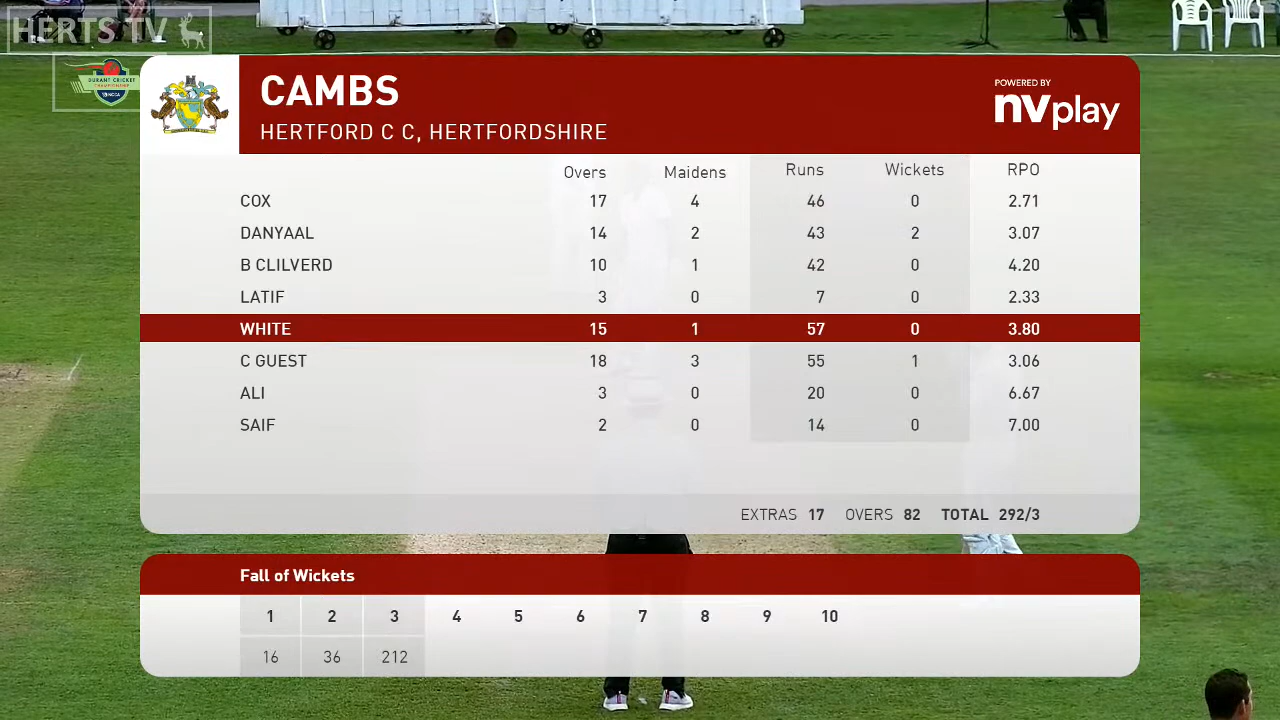 HERTS TV
DURANT CRICKET
CHAMPIONSHIP
NCCA
CAMBS
HERTFORD C C, HERTFORDSHIRE
POWERED BY
nvplay
Overs Maidens Runs Wickets RPO
COX 17 4 46 0 2.71
DANYAAL 14 2 43 2 3.07
B CLILVERD 10 1 42 0 4.20
LATIF 3 0 7 0 2.33
WHITE 15 1 57 0 3.80
C GUEST 18 3 55 1 3.06
ALI 3 0 20 0 6.67
SAIF 2 0 14 0 7.00
EXTRAS 17 OVERS 82 TOTAL 292/3
Fall of Wickets
1 2 3 4 5 6 7 8 9 10
16 36 212